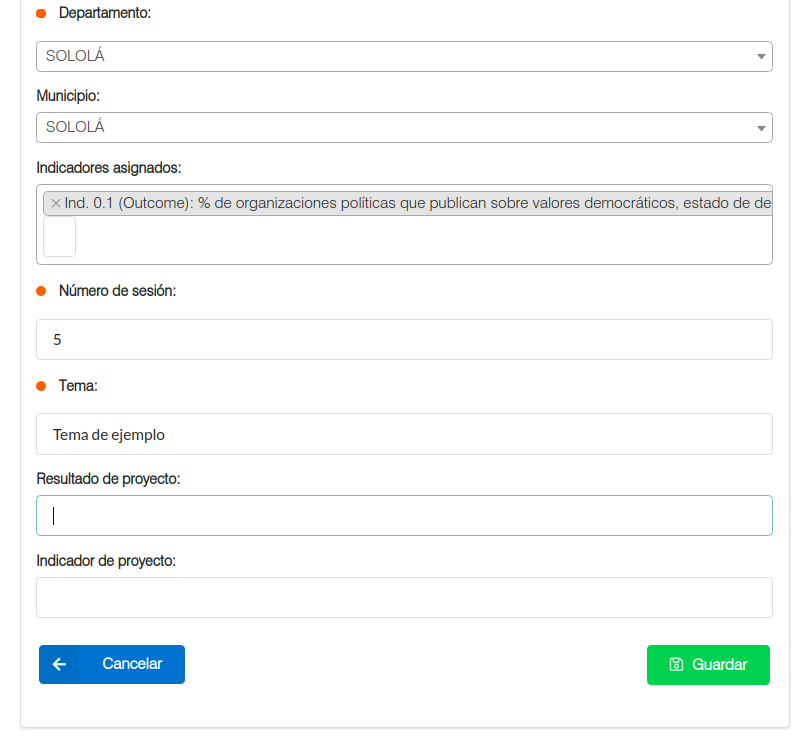 Departamento:
SOLOLÁ
Municipio:
SOLOLÁ
Indicadores asignados:
×Ind. 0.1 (Outcome): % de organizaciones políticas que publican sobre valores democráticos, estado de de
Número de sesión:
5
Tema:
Tema de ejemplo
Resultado de proyecto:
Indicador de proyecto:
Cancelar
Guardar